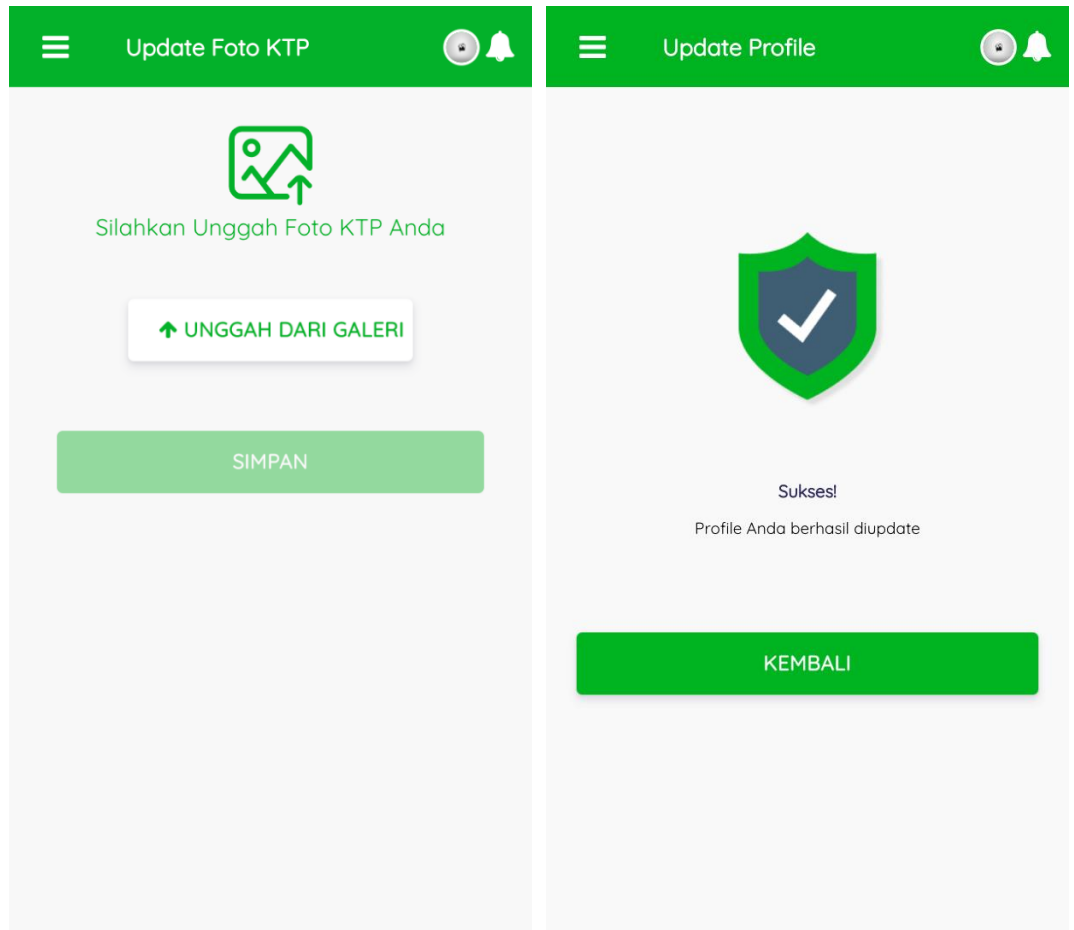 Update Foto KTP
Silahkan Unggah Foto KTP Anda
UNGGAH DARI GALERI
SIMPAN
Update Profile
Sukses!
Profile Anda berhasil diupdate
KEMBALI